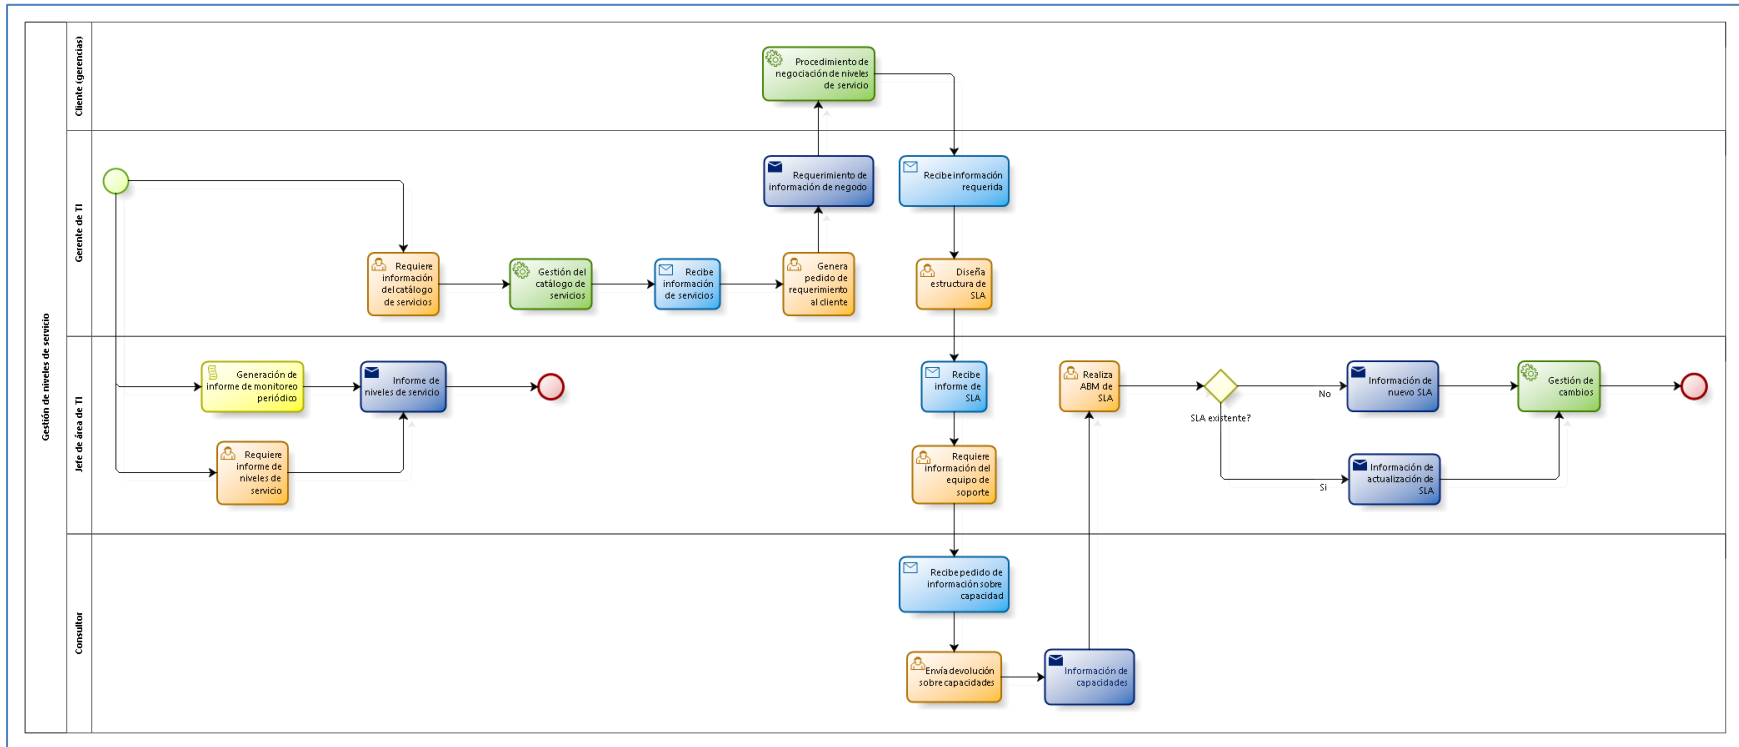 Gestión de niveles de servicio
Cliente (gerencias)
Procedimiento de
negociación de niveles
de servicio
Gerente de TI
Requerimiento de
información de negodo
Recibe información
requerida
Requiere
información
del catálogo
de servicios
Gestión del
catálogo de
servicios
Recibe
información
de servicios
Genera
pedido de
requerimiento
al cliente
Diseña
estructura de
SLA
Jefe de área de TI
Generación de
informe de monitoreo
periódico
Informe de
niveles de servicio
Requiere
informe de
niveles de
servicio
Recibe
informe de
SLA
Requiere
información del
equipo de
soporte
Realiza
ABM de
SLA
SLA existente?
No
Si
Información de
nuevo SLA
Información de
actualización de
SLA
Gestión de
cambios
Consultor
Recibe pedido de
información sobre
capacidad
Envía devolución
sobre capacidades
Información de
capacidades